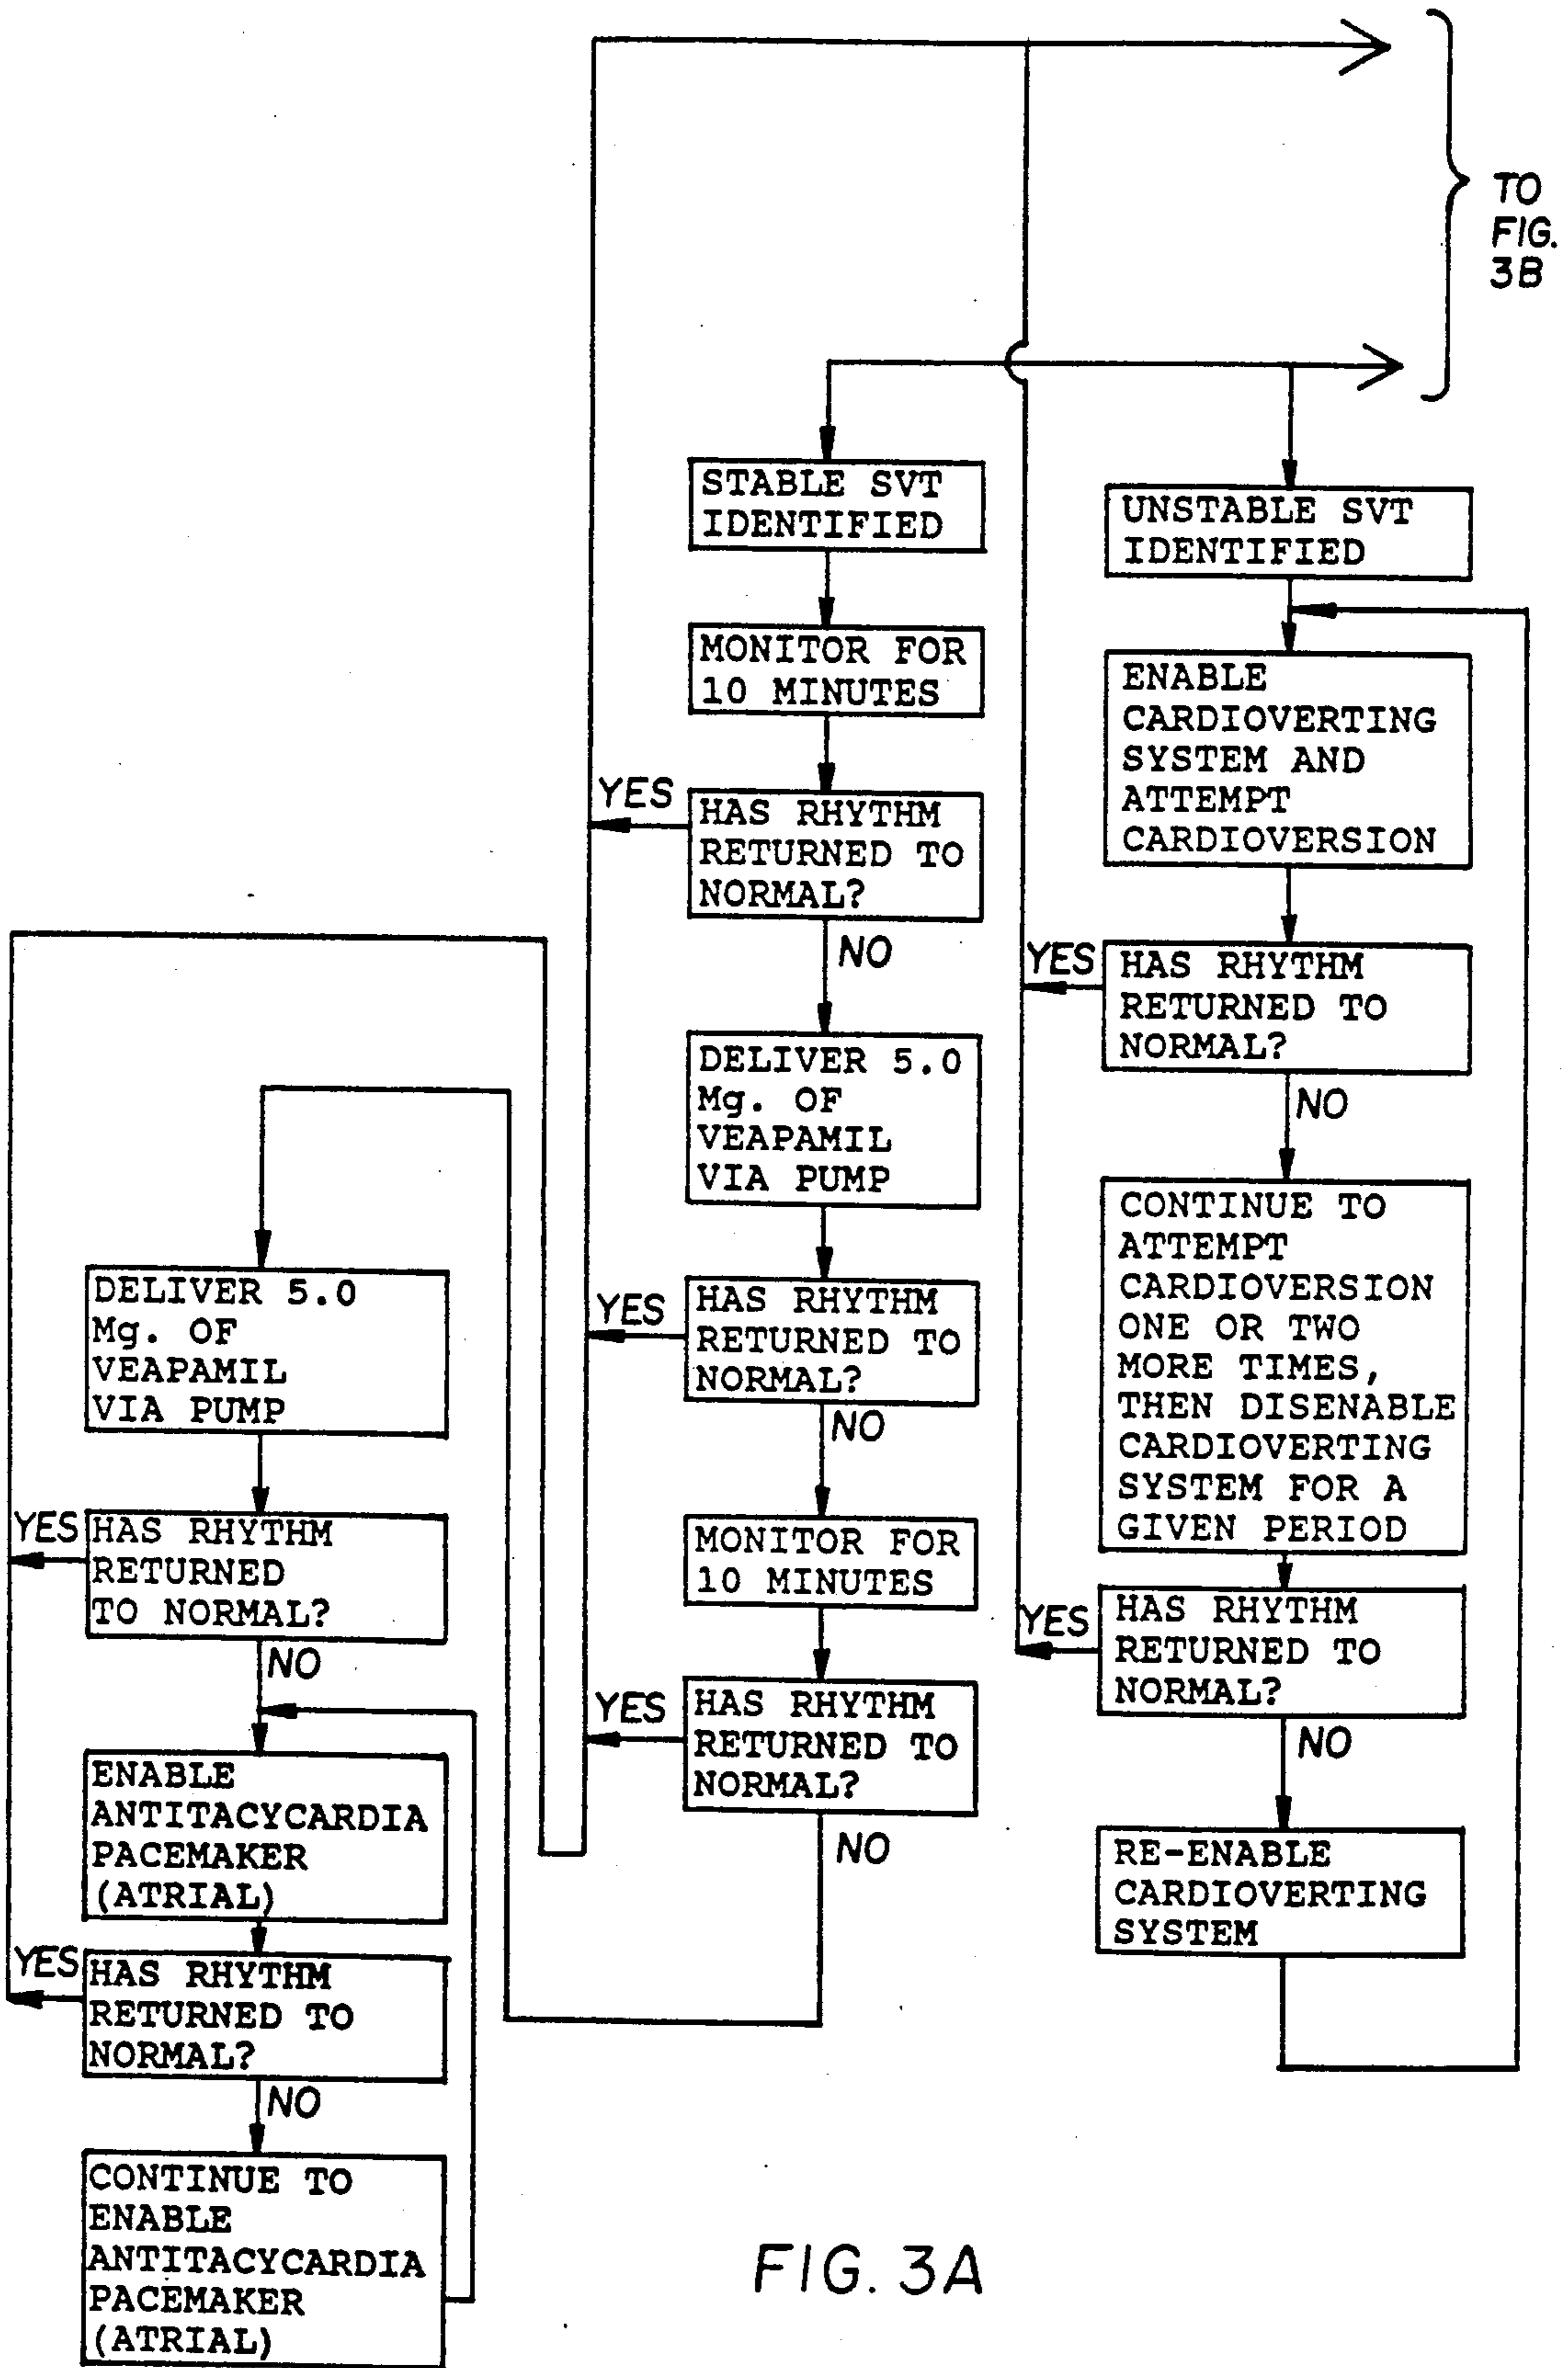 TO
FIG.
3B
STABLE SVT
IDENTIFIED
MONITOR FOR
10 MINUTES
YES
HAS RHYTHM
RETURNED TO
NORMAL?
NO
DELIVER 5.0
Mg. OF
VEAPAMIL
VIA PUMP
YES
HAS RHYTHM
RETURNED TO
NORMAL?
NO
MONITOR FOR
10 MINUTES
YES
HAS RHYTHM
RETURNED TO
NORMAL?
NO
UNSTABLE SVT
IDENTIFIED
ENABLE
CARDIOVERTING
SYSTEM AND
ATTEMPT
CARDIOVERSION
YES
HAS RHYTHM
RETURNED TO
NORMAL?
NO
CONTINUE TO
ATTEMPT
CARDIOVERSION
ONE OR TWO
MORE TIMES,
THEN DISENABLE
CARDIOVERTING
SYSTEM FOR A
GIVEN PERIOD
YES
HAS RHYTHM
RETURNED TO
NORMAL?
NO
RE-ENABLE
CARDIOVERTING
SYSTEM
DELIVER 5.0
Mg. OF
VEAPAMIL
VIA PUMP
YES
HAS RHYTHM
RETURNED
TO NORMAL?
NO
ENABLE
ANTITACYCARDIA
PACEMAKER
(ATRIAL)
YES
HAS RHYTHM
RETURNED TO
NORMAL?
NO
CONTINUE TO
ENABLE
ANTITACYCARDIA
PACEMAKER
(ATRIAL)
FIG. 3A